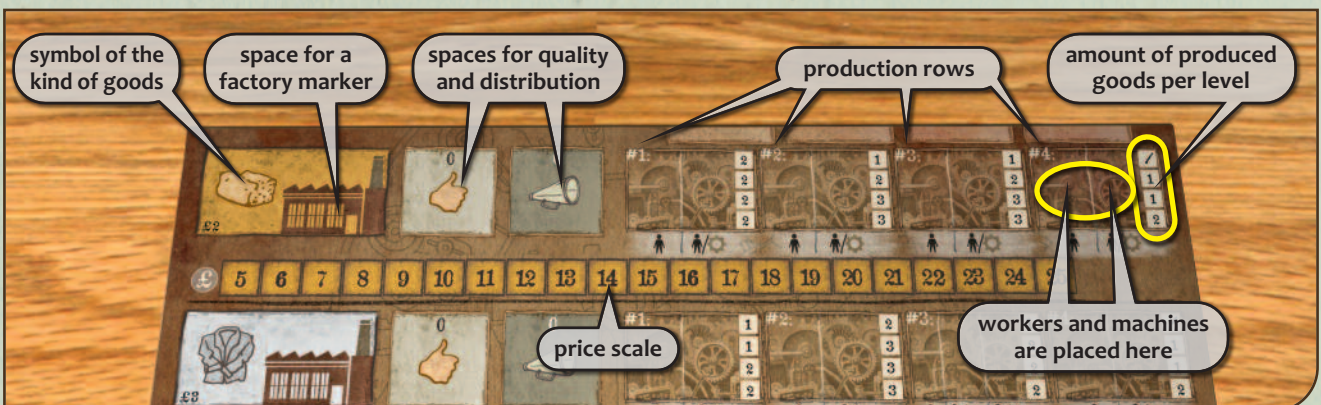 symbol of the
kind of goods
space for a
factory marker
spaces for quality
and distribution
production rows
amount of produced
goods per level
£2
0
#1:
2
2
2
2
#2:
1
2
3
3
#3:
1
2
3
3
#4:
/
1
1
2
£ 5 6 7 8 9 10 11 12 13 14 15 16 17 18 19 20 21 22 23 24
price scale
workers and machines
are placed here
£3
0
0
#1:
1
1
2
2
#2:
2
2
3
3
#3:
2